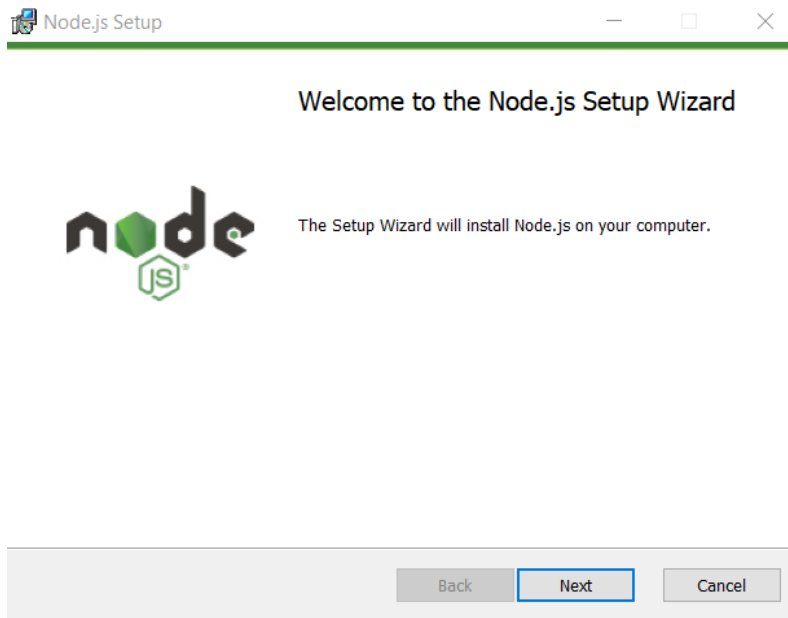 Node.js Setup
Welcome to the Node.js Setup Wizard
node
JS®
The Setup Wizard will install Node.js on your computer.
Back
Next
Cancel